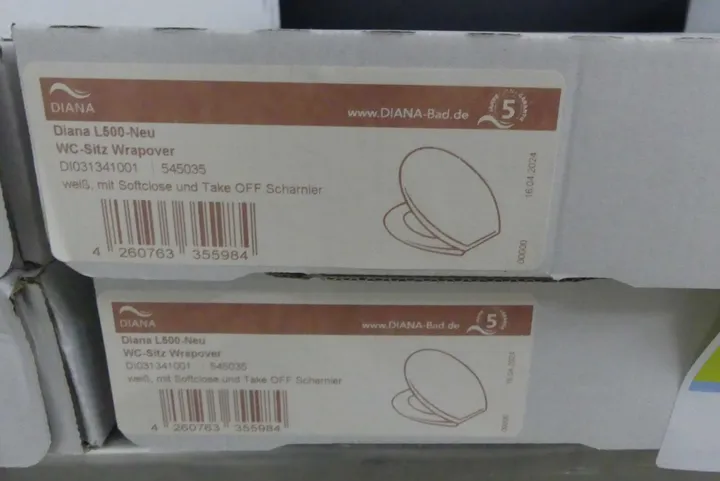 DIANA
www.DIANA-Bad.de
5
Diana L500-Neu
WC-Sitz Wrapover
DI031341001 545035
weiß, mit Softclose und Take OFF Scharnier
4 260763 355984
16.04.2024
00000
DIANA
www.DIANA-Bad.de
5
Diana L500-Neu
WC-Sitz Wrapover
DI031341001 545035
weiß, mit Softclose und Take OFF Scharnier
4 260763 355984